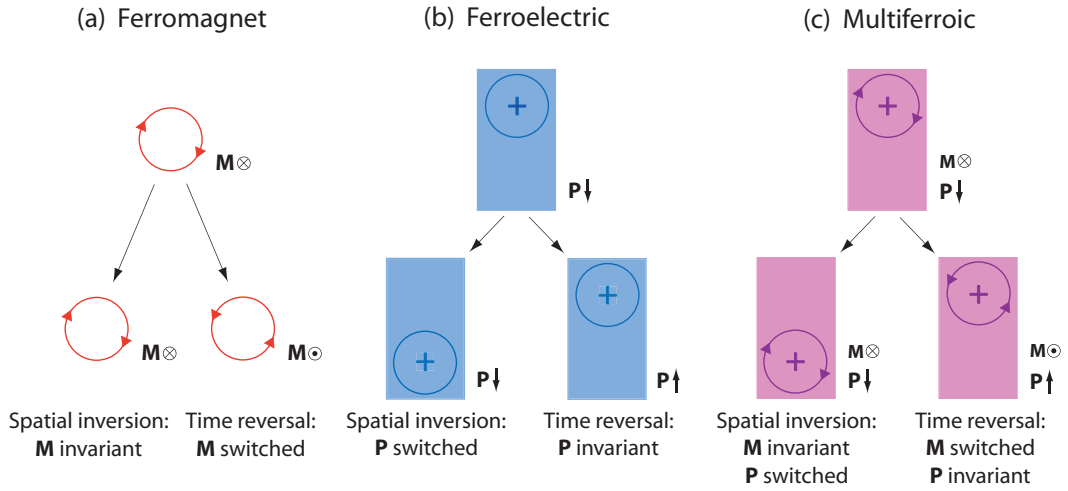 (a) Ferromagnet
(b) Ferroelectric
(c) Multiferroic
M⊗
P↓
M⊗
P↓
M⊗
M⊙
P↓
P↑
M⊗
P↓
M⊙
P↑
Spatial inversion:
M invariant
Time reversal:
M switched
Spatial inversion:
P switched
Time reversal:
P invariant
Spatial inversion:
M invariant
P switched
Time reversal:
M switched
P invariant